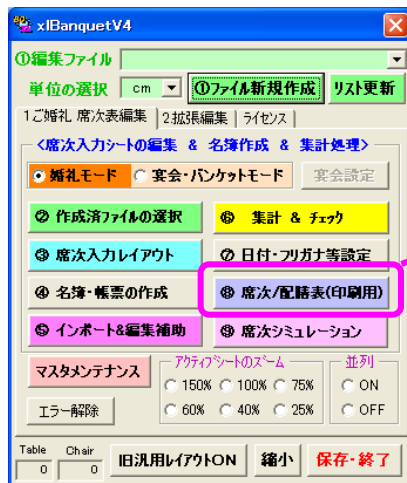 xlBanquetV4
①編集ファイル
単位の選択 cm ①ファイル新規作成 リスト更新
1ご婚礼 席次表編集 2拡張編集 ライセンス
<席次入力シートの編集 & 名簿作成 & 集計処理>
婚礼モード 宴会・バンケットモード 宴会設定
② 作成済ファイルの選択 ⑥ 集計 & チェック
③ 席次入力レイアウト ⑦ 日付・フリガナ等設定
④ 名簿・帳票の作成 ⑧ 席次/配膳表(印刷用)
⑤ インポート&編集補助 ⑨ 席次シミュレーション
マスタメンテナンス アクティブシートのズーム 並列
150% 100% 75% ON
エラー解除 60% 40% 25% OFF
Table Chair
0 0 旧汎用レイアウトON 縮小 保存・終了